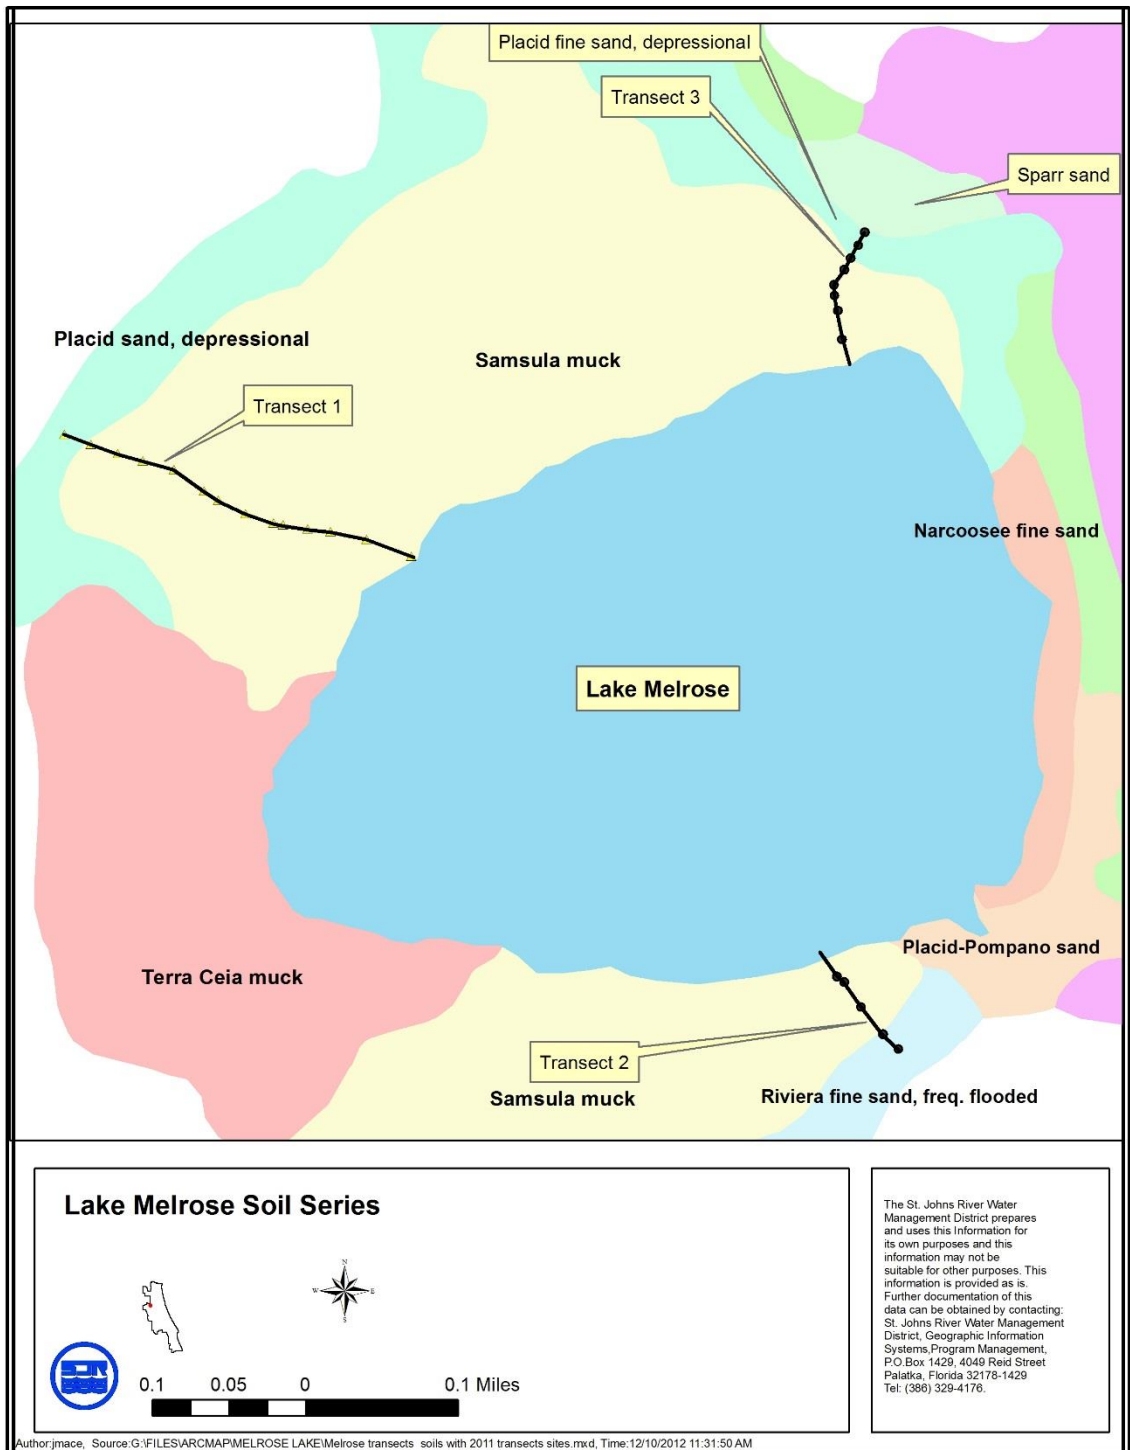 Placid fine sand, depressional
Transect 3
Sparr sand
Placid sand, depressional
Samsula muck
Transect 1
Narcoosee fine sand
Lake Melrose
Placid-Pompano sand
Terra Ceia muck
Transect 2
Samsula muck
Riviera fine sand, freq. flooded
Lake Melrose Soil Series
N
W
E
S
SJR
0.1 0.05 0 0.1 Miles
The St. Johns River Water
Management District prepares
and uses this Information for
its own purposes and this
information may not be
suitable for other purposes. This
information is provided as is.
Further documentation of this
data can be obtained by contacting:
St. Johns River Water Management
District, Geographic Information
Systems,Program Management,
P.O.Box 1429, 4049 Reid Street
Palatka, Florida 32178-1429
Tel: (386) 329-4176.
Author:jmace, Source:G:\FILES\ARCMAP\MELROSE LAKE\Melrose transects soils with 2011 transects sites.mxd, Time:12/10/2012 11:31:50 AM